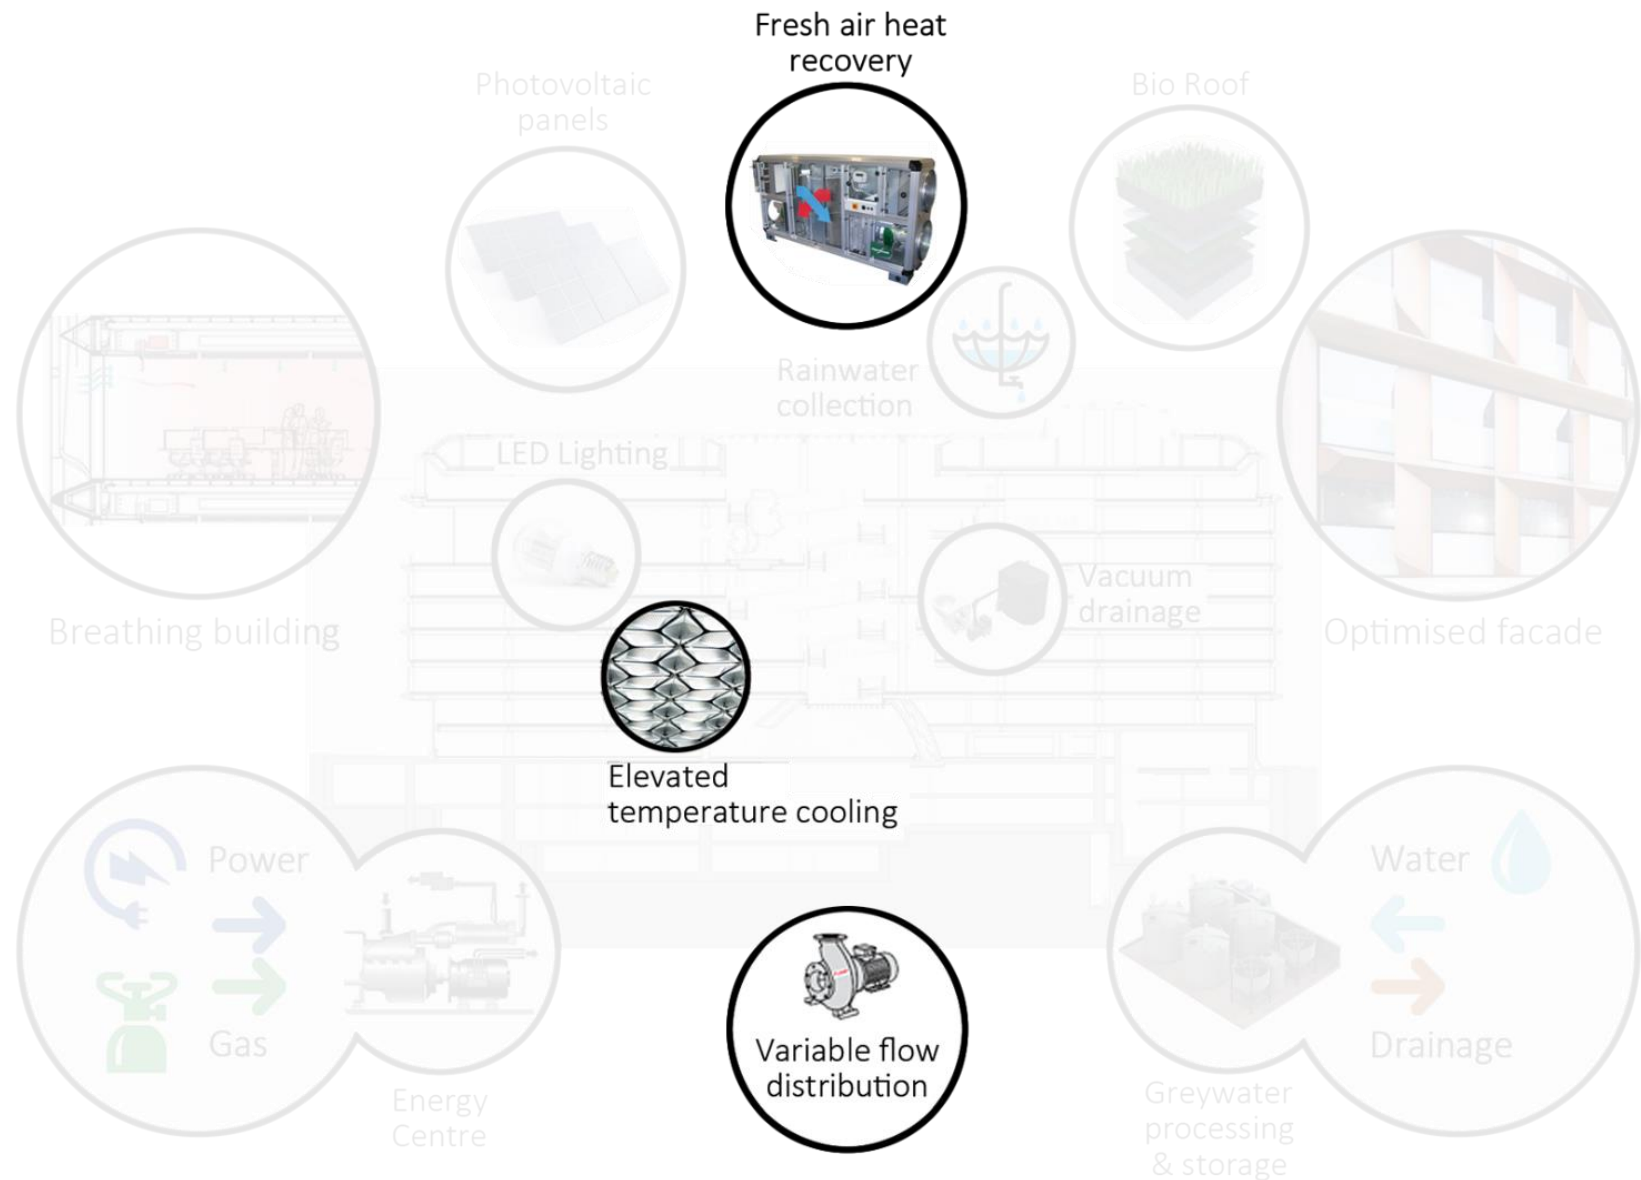 Fresh air heat
recovery
Photovoltaic
panels
Bio Roof
Rainwater
collection
LED Lighting
Vacuum
drainage
Breathing building
Optimised facade
Elevated
temperature cooling
Power
Gas
Energy
Centre
Variable flow
distribution
Water
Drainage
Greywater
processing
& storage